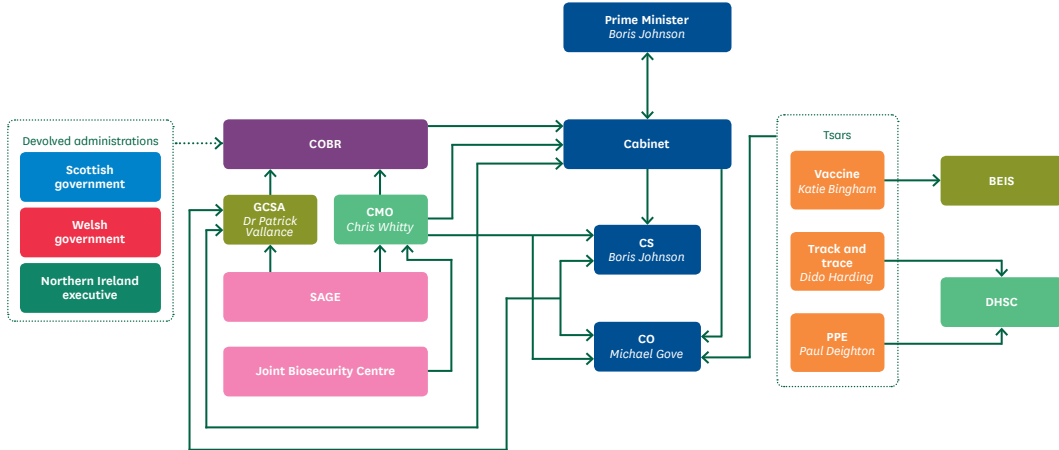 Prime Minister
Boris Johnson
Devolved administrations
Scottish
government
Welsh
government
Northern Ireland
executive
COBR
GCSA
Dr Patrick
Vallance
CMO
Chris Whitty
SAGE
Joint Biosecurity Centre
Cabinet
CS
Boris Johnson
CO
Michael Gove
Tsars
Vaccine
Katie Bingham
Track and
trace
Dido Harding
PPE
Paul Deighton
BEIS
DHSC